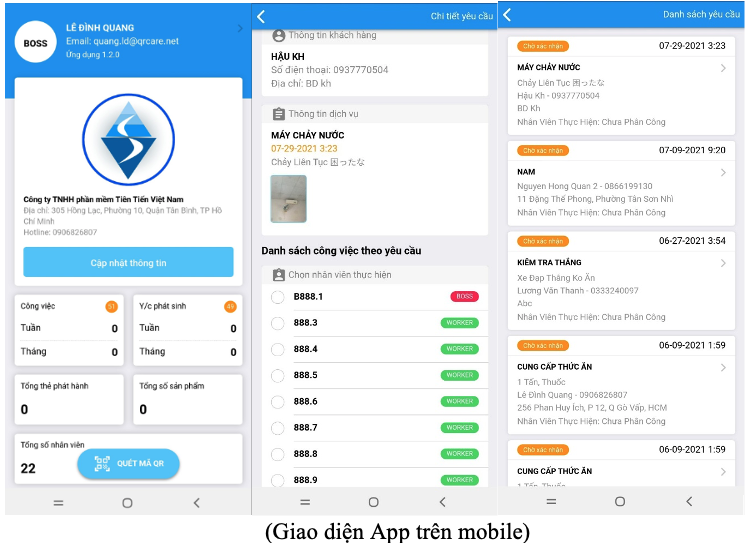 LÊ ĐÌNH QUANG
BOSS
Email: quang.ld@qrcare.net
Ứng dụng 1.2.0
Công ty TNHH phần mềm Tiên Tiến Việt Nam
Địa chỉ: 305 Hồng Lạc, Phường 10, Quận Tân Bình, TP Hồ
Chí Minh
Hotline: 0906826807
Cập nhật thông tin
Công việc 51
Tuần 0
Tháng 0
Y/c phát sinh
Tuần 0
Tháng 0
Tổng thẻ phát hành
0
Tổng số sản phẩm
0
Tổng số nhân viên
22
QUÉT MÃ QR
Chi tiết yêu cầu
Thông tin khách hàng
HẬU KH
Số điện thoại: 0937770504
Địa chỉ: BD kh
Thông tin dịch vụ
MÁY CHẢY NƯỚC
07-29-2021 3:23
Chảy Liên Tục 困ったな
Danh sách công việc theo yêu cầu
Chọn nhân viên thực hiện
B888.1 BOSS
888.3 WORKER
888.4 WORKER
888.5 WORKER
888.6 WORKER
888.7 WORKER
888.8 WORKER
888.9 WORKER
Danh sách yêu cầu
Chờ xác nhận 07-29-2021 3:23
MÁY CHẢY NƯỚC
Chảy Liên Tục 困ったな
Hậu Kh - 0937770504
BD Kh
Nhân Viên Thực Hiện: Chưa Phân Công
Chờ xác nhận 07-09-2021 9:20
NAM
Nguyen Hong Quan 2 - 0866199130
11 Đặng Thế Phong, Phường Tân Sơn Nhì
Nhân Viên Thực Hiện: Chưa Phân Công
Chờ xác nhận 06-27-2021 3:54
KIỂM TRA THẮNG
Xe Đạp Thắng Ko Ăn
Lương Văn Thanh - 0333240097
Abc
Nhân Viên Thực Hiện: Chưa Phân Công
Chờ xác nhận 06-09-2021 1:59
CUNG CẤP THỨC ĂN
1 Tấn, Thuốc
Lê Đình Quang - 0906826807
256 Phan Huy Ích, P 12, Q Gò Vấp, HCM
Nhân Viên Thực Hiện: Chưa Phân Công
Chờ xác nhận 06-09-2021 1:59
CUNG CẤP THỨC ĂN
1 Tấn, Thuốc
(Giao diện App trên mobile)